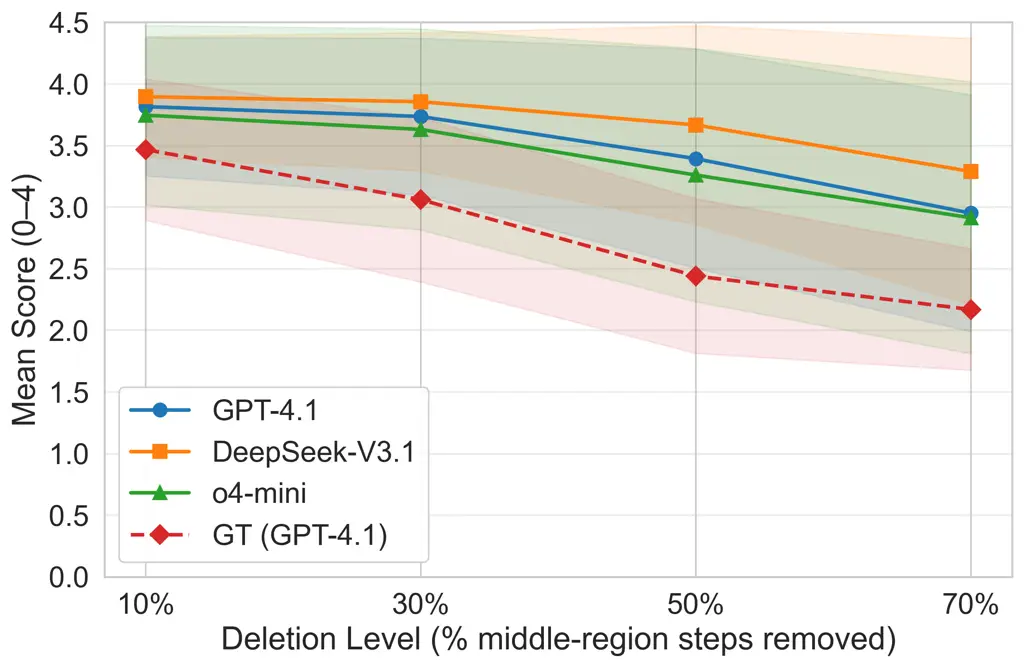 4.5
4.0
3.5
3.0
2.5
2.0
1.5
1.0
0.5
0.0
Mean Score (0–4)
GPT-4.1
DeepSeek-V3.1
o4-mini
GT (GPT-4.1)
10% 30% 50% 70%
Deletion Level (% middle-region steps removed)